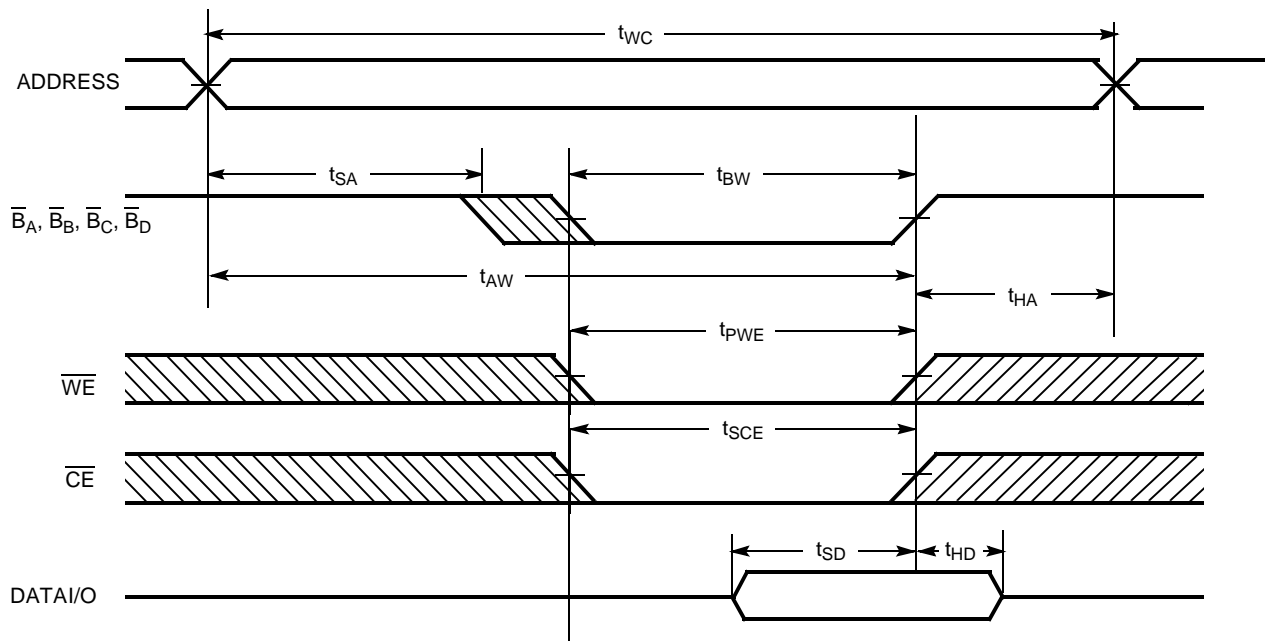 tWC
ADDRESS
tSA
tBW
B̅A, B̅B, B̅C, B̅D
tAW
tHA
tPWE
W̅E̅
tSCE
C̅E̅
tSD
tHD
DATAI/O